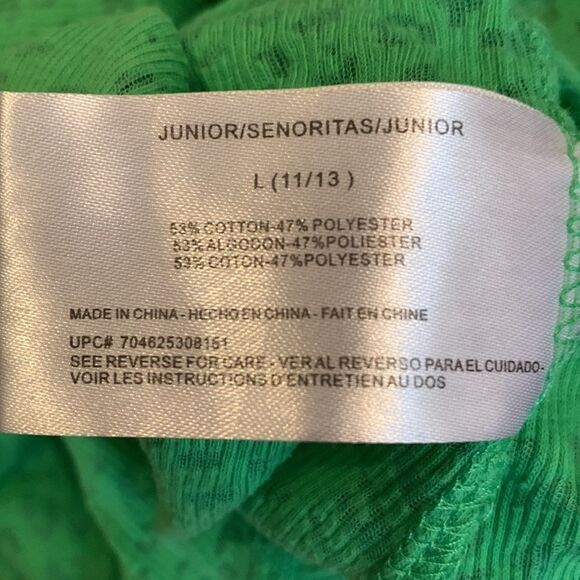 JUNIOR/SENORITAS/JUNIOR
L (11/13 )
53% COTTON-47% POLYESTER
53% ALGODON-47% POLIESTER
53% COTON-47%POLYESTER
MADE IN CHINA - HECHO EN CHINA - FAIT EN CHINE
UPC# 704625308151
SEE REVERSE FOR CARE - VER AL REVERSO PARA EL CUIDADO-
VOIR LES INSTRUCTIONS D'ENTRETIEN AU DOS